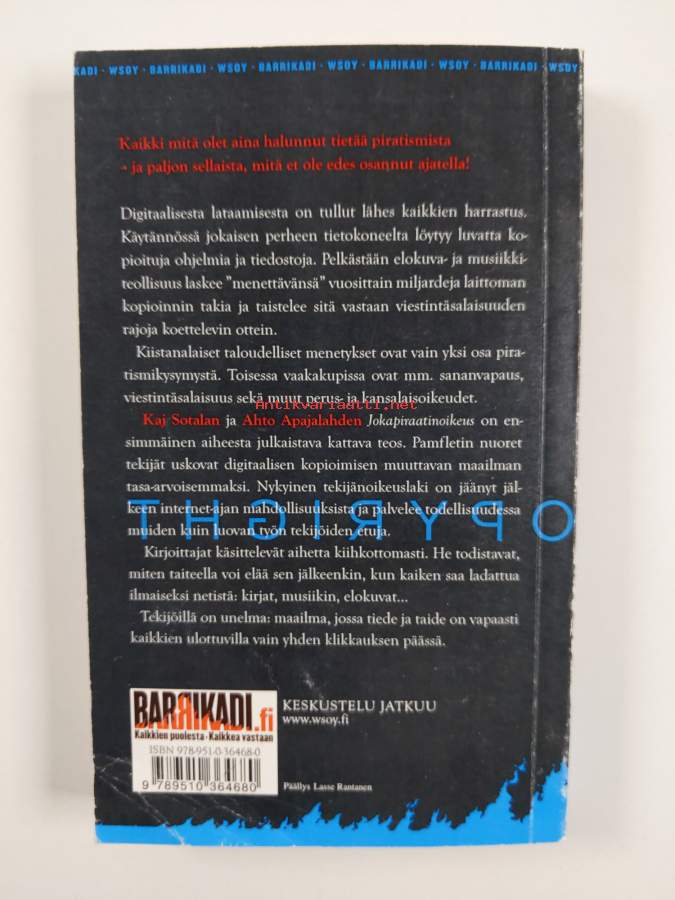 KADI · WSOY · BARRIKADI · WSOY · BARRIKADI · WSOY · BARRIKADI · WSOY · BARRIKADI · WSOY
Kaikki mitä olet aina halunnut tietää piratismista
– ja paljon sellaista, mitä et ole edes osannut ajatella!
Digitaalisesta lataamisesta on tullut lähes kaikkien harrastus.
Käytännössä jokaisen perheen tietokoneelta löytyy luvatta ko-
pioituja ohjelmia ja tiedostoja. Pelkästään elokuva- ja musiikki-
teollisuus laskee ”menettävänsä” vuosittain miljardeja laittoman
kopioinnin takia ja taistelee sitä vastaan viestintäsalaisuuden
rajoja koettelevin ottein.
Kiistanalaiset taloudelliset menetykset ovat vain yksi osa pira-
tismikysymystä. Toisessa vaakakupissa ovat mm. sananvapaus,
viestintäsalaisuus sekä muut perus- ja kansalaisoikeudet.
Antikvariaatti.net
Kaj Sotalan ja Ahto Apajalahden Jokapiraatinoikeus on en-
simmäinen aiheesta julkaistava kattava teos. Pamfletin nuoret
tekijät uskovat digitaalisen kopioimisen muuttavan maailman
tasa-arvoisemmaksi. Nykyinen tekijänoikeuslaki on jäänyt jäl-
keen internet-ajan mahdollisuuksista ja palvelee todellisuudessa
muiden kuin luovan työn tekijöiden etuja.
THGIRYPO
Kirjoittajat käsittelevät aihetta kiihkottomasti. He todistavat,
miten taiteella voi elää sen jälkeenkin, kun kaiken saa ladattua
ilmaiseksi netistä: kirjat, musiikin, elokuvat...
Tekijöillä on unelma: maailma, jossa tiede ja taide on vapaasti
kaikkien ulottuvilla vain yhden klikkauksen päässä.
BARRIKADI.fi
Kaikkien puolesta-Kaikkea vastaan
KESKUSTELU JATKUU
www.wsoy.fi
ISBN 978-951-0-36468-0
9 789510 364680
Päällys Lasse Rantanen